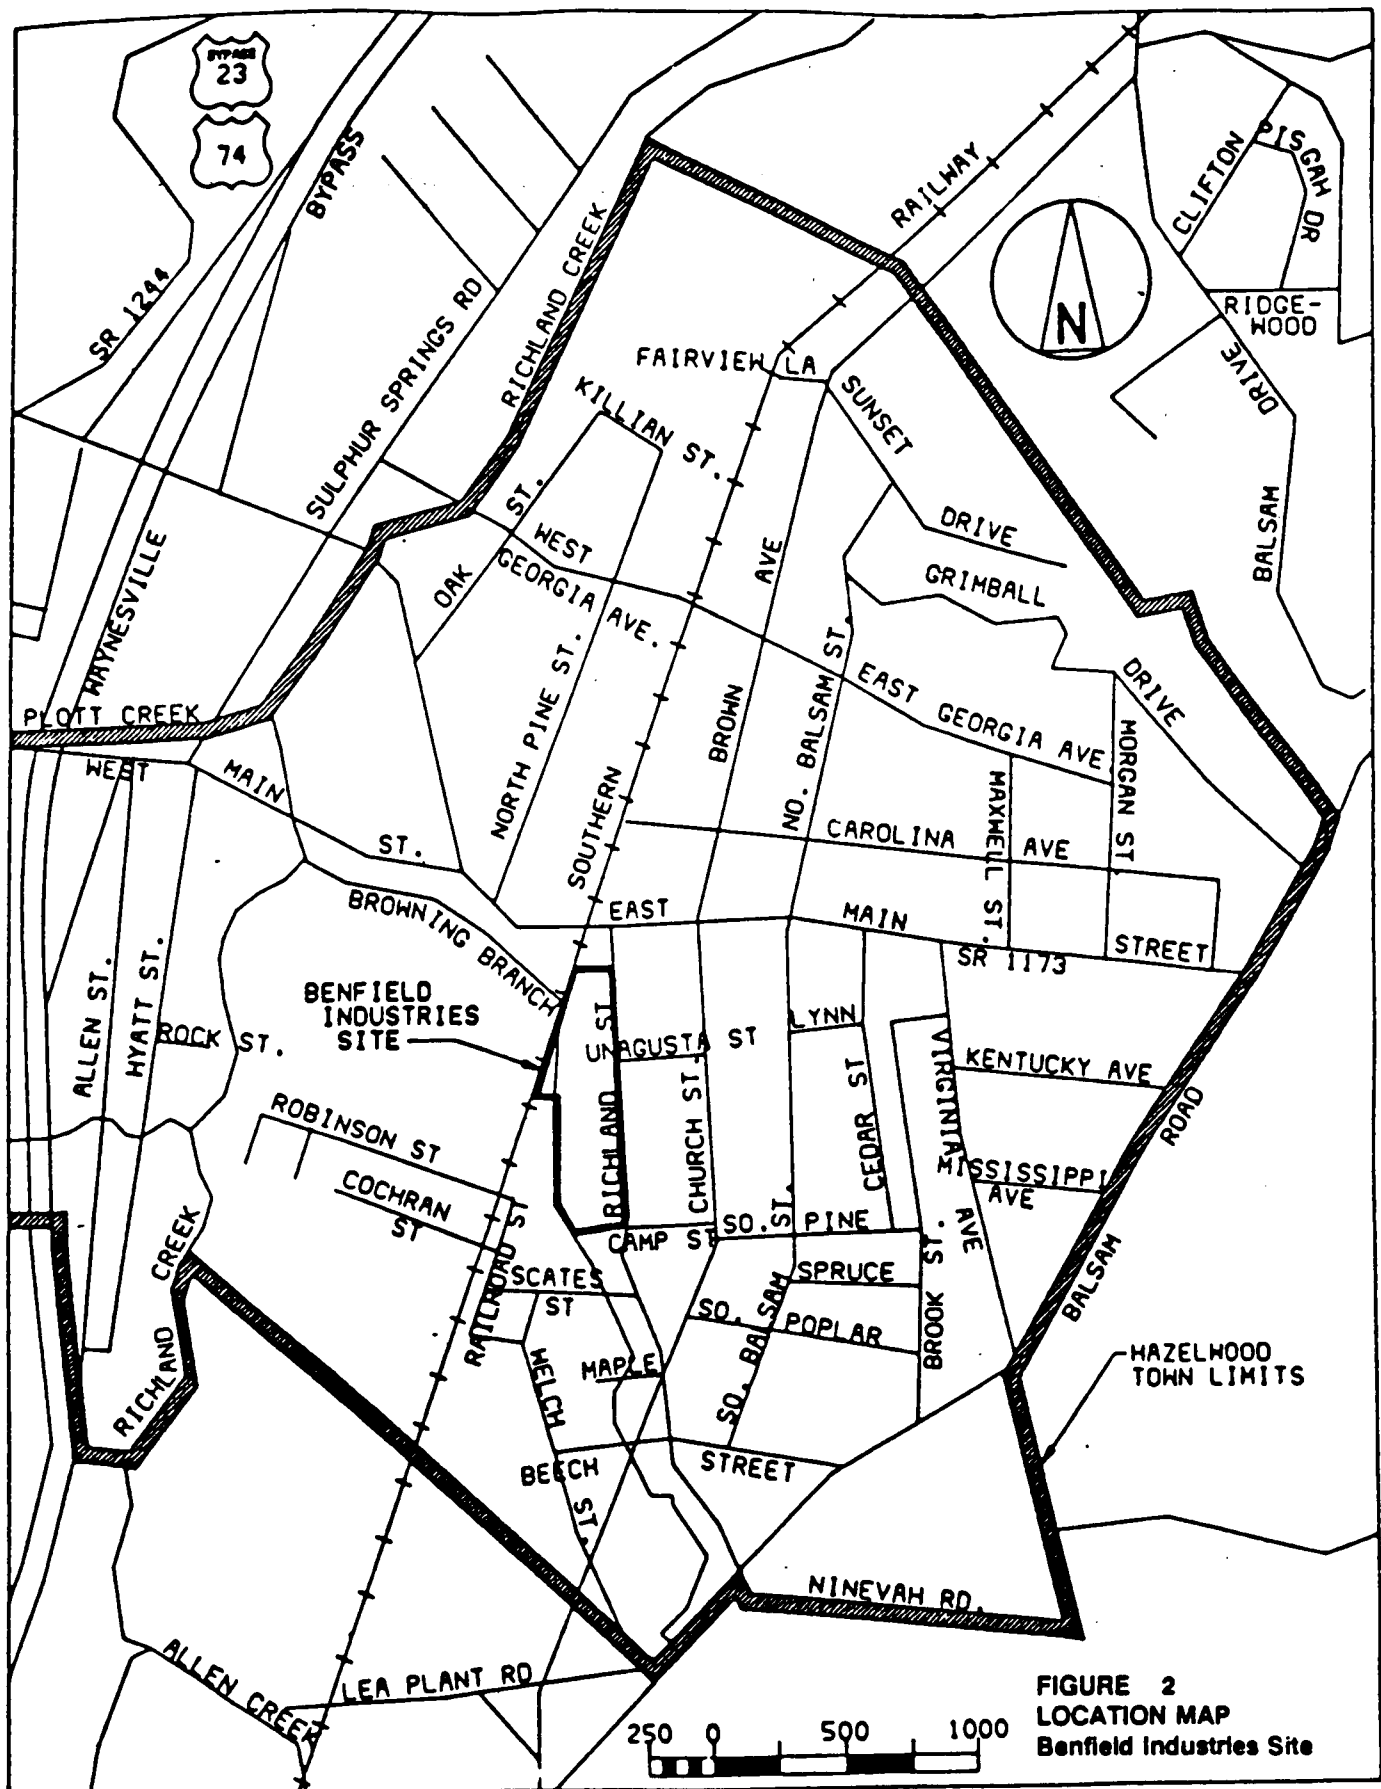 BYPASS
23
74
BYPASS
SR 1244
SULPHUR SPRINGS RD
RICHLAND CREEK
RAILWAY
CLIFTON
PISGAH DR
RIDGE-
WOOD
DRIVE
BALSAM
N
FAIRVIEW LA
KILLIAN ST.
SUNSET
DRIVE
GRIMBALL
DRIVE
OAK ST.
WEST
GEORGIA AVE.
WAYNESVILLE
PLOTT CREEK
WEST
MAIN
ST.
NORTH PINE ST.
SOUTHERN
BROWN AVE
NO. BALSAM ST.
EAST
GEORGIA AVE
MORGAN ST
MAXWELL ST.
CAROLINA
AVE
EAST
MAIN
STREET
SR 1173
BROWNING BRANCH
BENFIELD
INDUSTRIES
SITE
ALLEN ST.
HYATT ST.
ROCK ST.
RICHLAND ST
UNAGUSTA ST
CHURCH ST.
LYNN
CEDAR ST
VIRGINIA
AVE
KENTUCKY AVE
MISSISSIPPI
AVE
BALSAM ROAD
ROBINSON ST
COCHRAN
ST
RICHLAND CREEK
RAILROAD ST
CAMP ST
SO.
ST.
PINE
SCATES
ST
SPRUCE
SO.
POPLAR
SO. BALSAM
BROOK ST.
MAPLE
WELCH
ST.
BEECH
STREET
HAZELWOOD
TOWN LIMITS
NINEVAH RD.
ALLEN CREEK
LEA PLANT RD
250 0 500 1000
FIGURE 2
LOCATION MAP
Benfield Industries Site